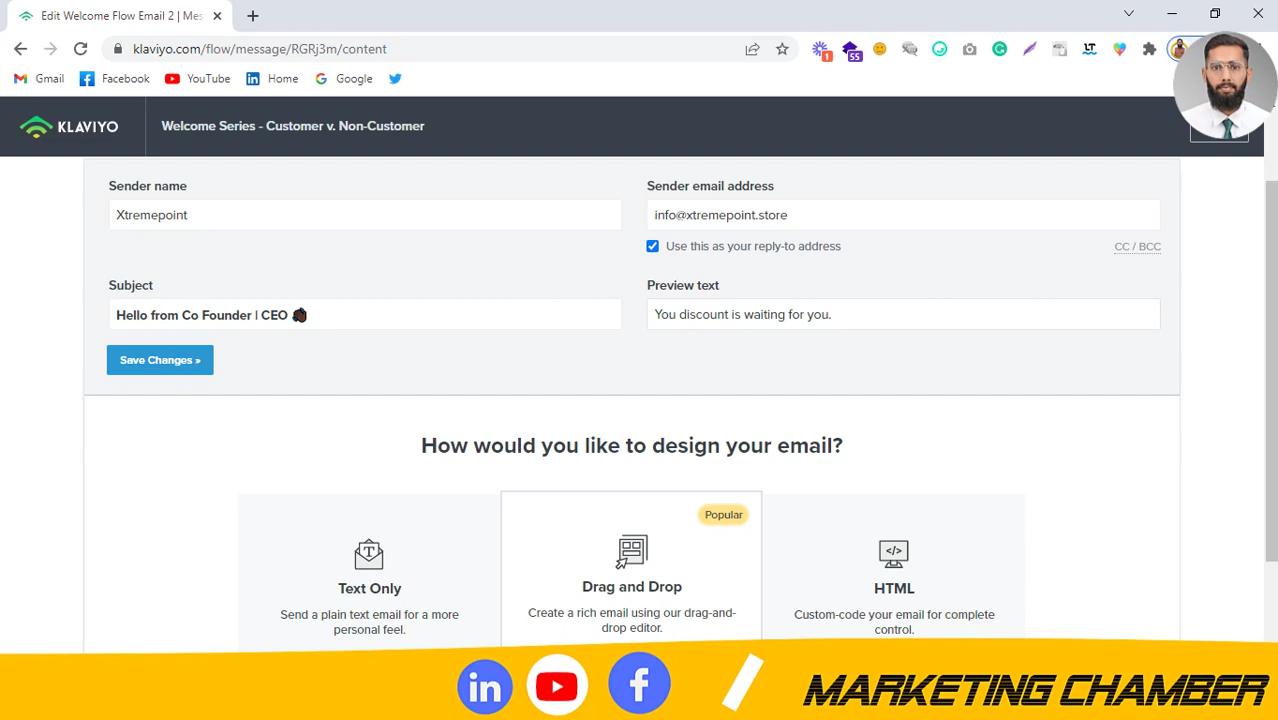 Edit Welcome Flow Email 2 | Mes
klaviyo.com/flow/message/RGRj3m/content
1
55
LT
Gmail
Facebook
YouTube
Home
Google
KLAVIYO
Welcome Series - Customer v. Non-Customer
Sender name
Sender email address
Xtremepoint
info@xtremepoint.store
Use this as your reply-to address
CC / BCC
Subject
Preview text
Hello from Co Founder | CEO
You discount is waiting for you.
Save Changes »
How would you like to design your email?
Popular
Text Only
Drag and Drop
HTML
Send a plain text email for a more personal feel.
Create a rich email using our drag-and-drop editor.
Custom-code your email for complete control.
MARKETING CHAMBER